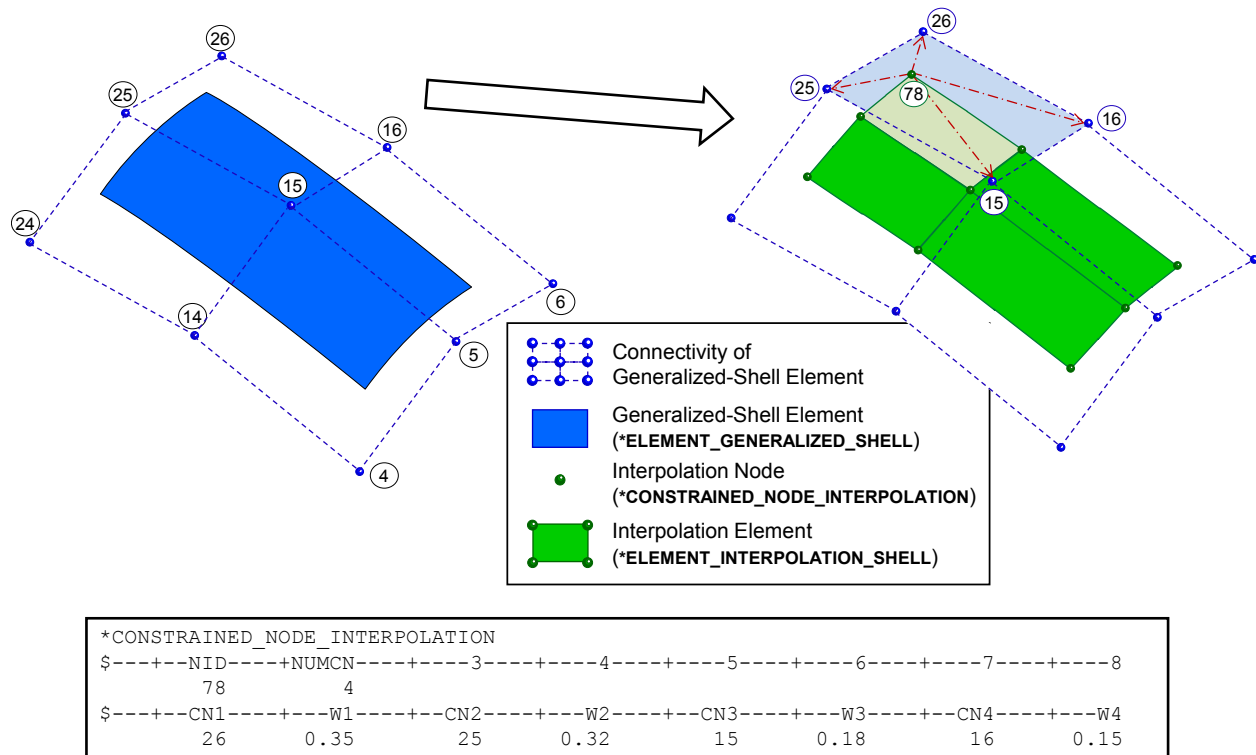 26
25
16
15
24
14
6
5
4
26
25
78
16
15
Connectivity of
Generalized-Shell Element
Generalized-Shell Element
(*ELEMENT_GENERALIZED_SHELL)
Interpolation Node
(*CONSTRAINED_NODE_INTERPOLATION)
Interpolation Element
(*ELEMENT_INTERPOLATION_SHELL)
*CONSTRAINED_NODE_INTERPOLATION
$---+--NID----+NUMCN----+----3----+----4----+----5----+----6----+----7----+----8
78 4
$---+--CN1----+---W1----+--CN2----+---W2----+--CN3----+---W3----+--CN4----+---W4
26 0.35 25 0.32 15 0.18 16 0.15